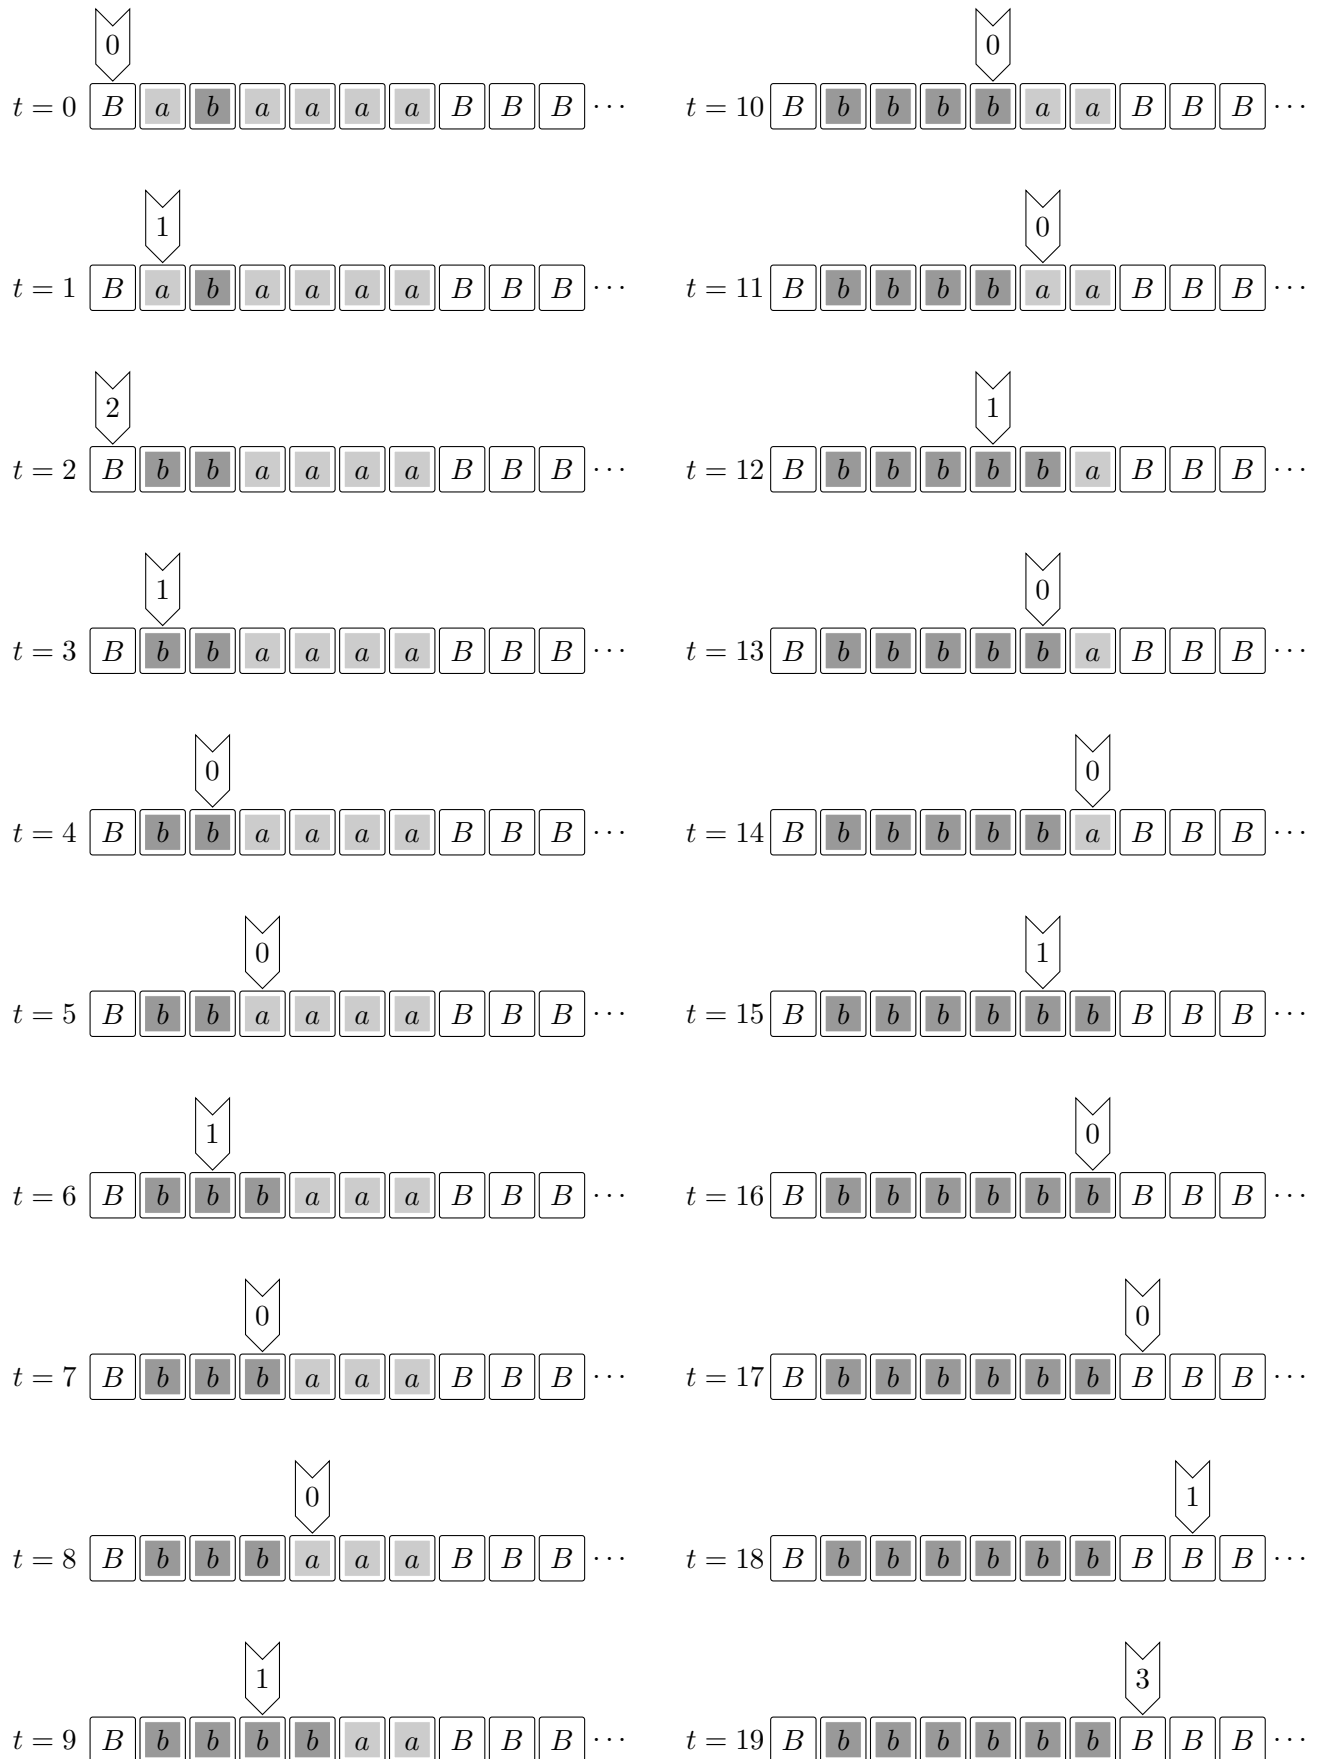 0
t = 0 B a b a a a a B B B ···
1
t = 1 B a b a a a a B B B ···
2
t = 2 B b b a a a a B B B ···
1
t = 3 B b b a a a a B B B ···
0
t = 4 B b b a a a a B B B ···
0
t = 5 B b b a a a a B B B ···
1
t = 6 B b b b a a a B B B ···
0
t = 7 B b b b a a a B B B ···
0
t = 8 B b b b a a a B B B ···
1
t = 9 B b b b b a a B B B ···
0
t = 10 B b b b b a a B B B ···
0
t = 11 B b b b b a a B B B ···
1
t = 12 B b b b b b a B B B ···
0
t = 13 B b b b b b a B B B ···
0
t = 14 B b b b b b a B B B ···
1
t = 15 B b b b b b b B B B ···
0
t = 16 B b b b b b b B B B ···
0
t = 17 B b b b b b b B B B ···
1
t = 18 B b b b b b b B B B ···
3
t = 19 B b b b b b b B B B ···